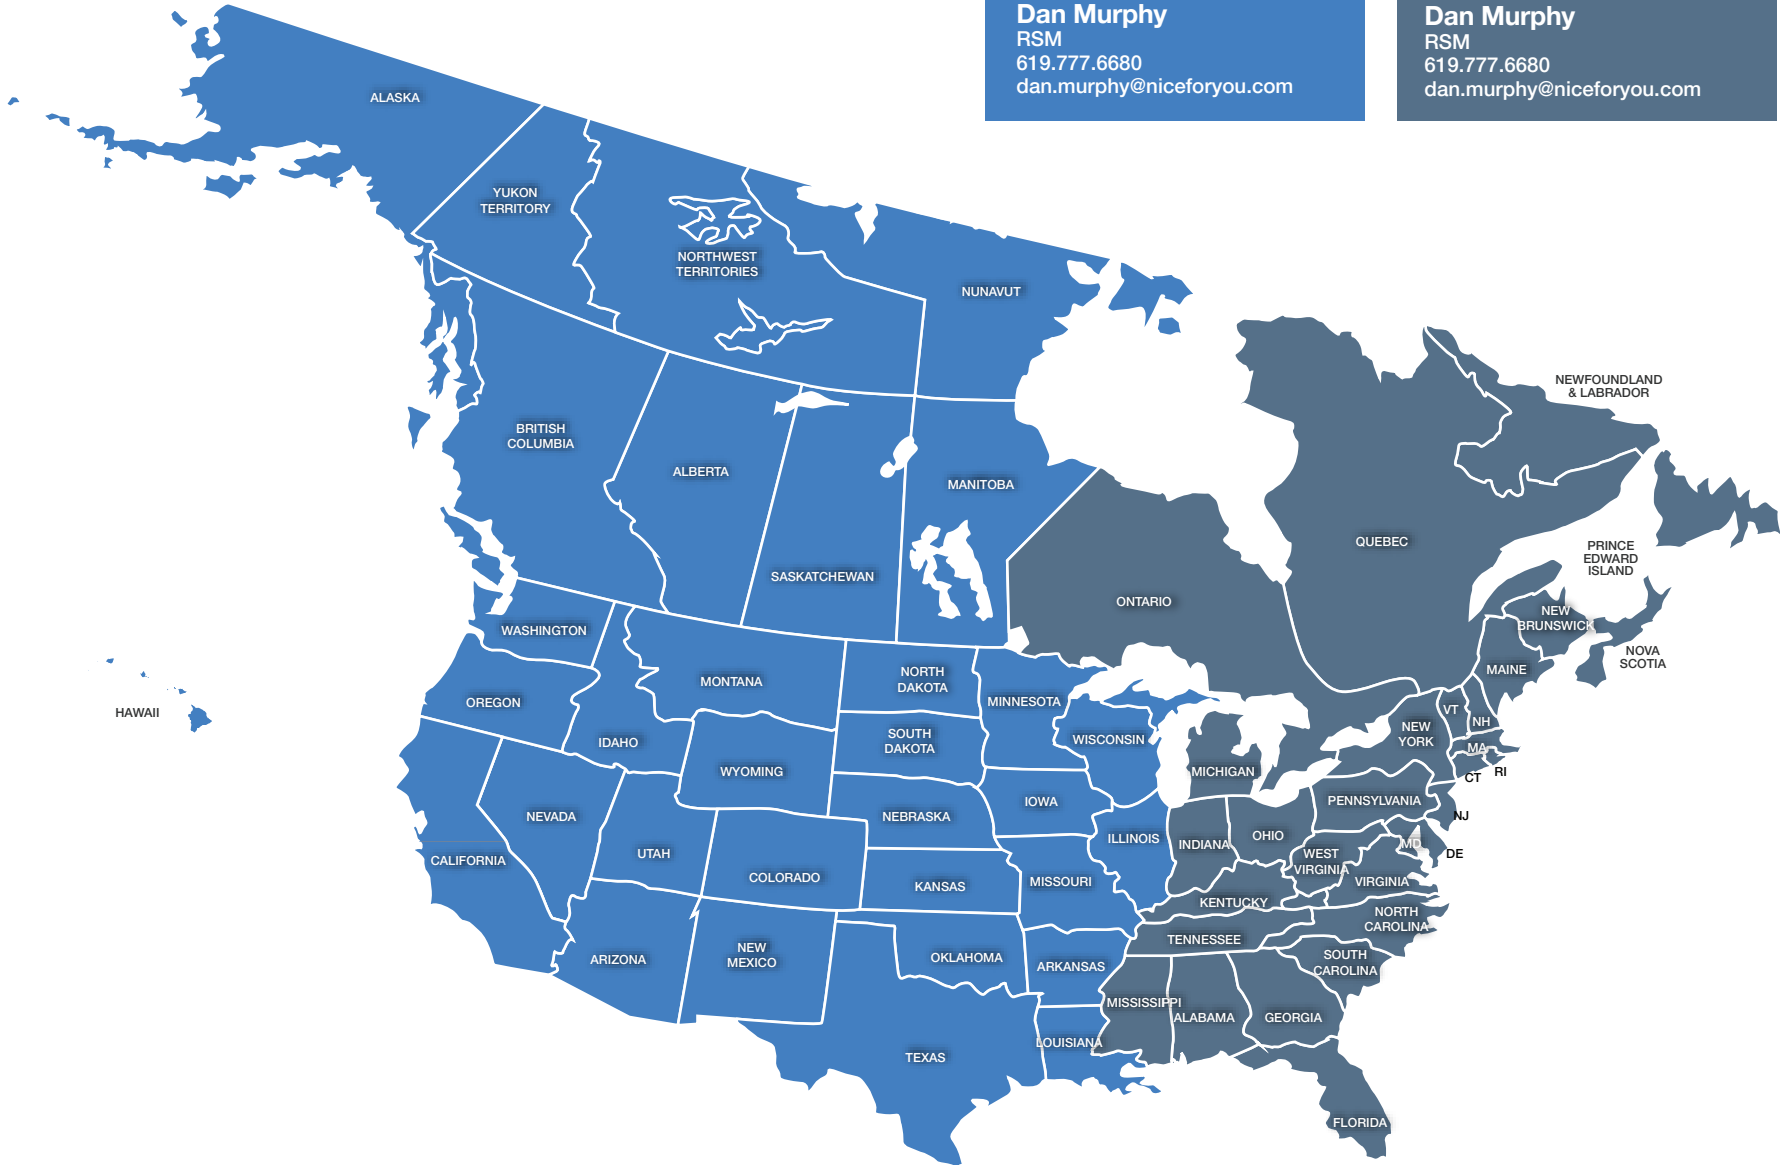 Dan Murphy
RSM
619.777.6680
dan.murphy@niceforyou.com
Dan Murphy
RSM
619.777.6680
dan.murphy@niceforyou.com
ALASKA
YUKON
TERRITORY
NORTHWEST
TERRITORIES
NUNAVUT
NEWFOUNDLAND
& LABRADOR
BRITISH
COLUMBIA
ALBERTA
MANITOBA
SASKATCHEWAN
ONTARIO
QUEBEC
PRINCE
EDWARD
ISLAND
NEW
BRUNSWICK
NOVA
SCOTIA
MAINE
WASHINGTON
MONTANA
NORTH
DAKOTA
MINNESOTA
OREGON
HAWAII
IDAHO
SOUTH
DAKOTA
WISCONSIN
VT
NH
NEW
YORK
MA
CT
RI
WYOMING
MICHIGAN
IOWA
PENNSYLVANIA
NEVADA
NEBRASKA
NJ
ILLINOIS
INDIANA
OHIO
MD
DE
UTAH
CALIFORNIA
COLORADO
KANSAS
MISSOURI
WEST
VIRGINIA
VIRGINIA
KENTUCKY
NORTH
CAROLINA
TENNESSEE
ARIZONA
NEW
MEXICO
OKLAHOMA
ARKANSAS
SOUTH
CAROLINA
MISSISSIPPI
ALABAMA
GEORGIA
TEXAS
LOUISIANA
FLORIDA